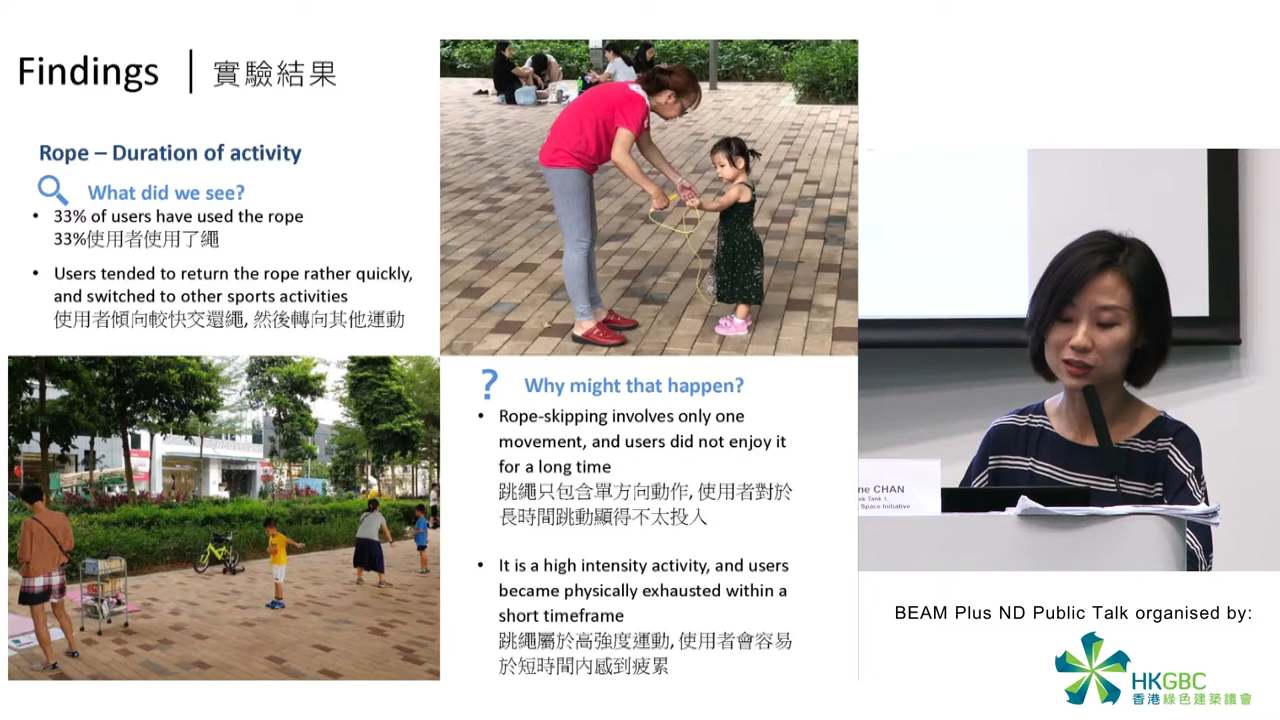 Findings | 實驗結果
Rope – Duration of activity
What did we see?
• 33% of users have used the rope
33%使用者使用了繩
• Users tended to return the rope rather quickly,
and switched to other sports activities
使用者傾向較快交還繩, 然後轉向其他運動
? Why might that happen?
• Rope-skipping involves only one
movement, and users did not enjoy it
for a long time
跳繩只包含單方向動作, 使用者對於
長時間跳動顯得不太投入
• It is a high intensity activity, and users
became physically exhausted within a
short timeframe
跳繩屬於高強度運動, 使用者會容易
於短時間內感到疲累
ne CHAN
Tank 1,
Space Initiative
BEAM Plus ND Public Talk organised by:
HKGBC
香港綠色建築議會